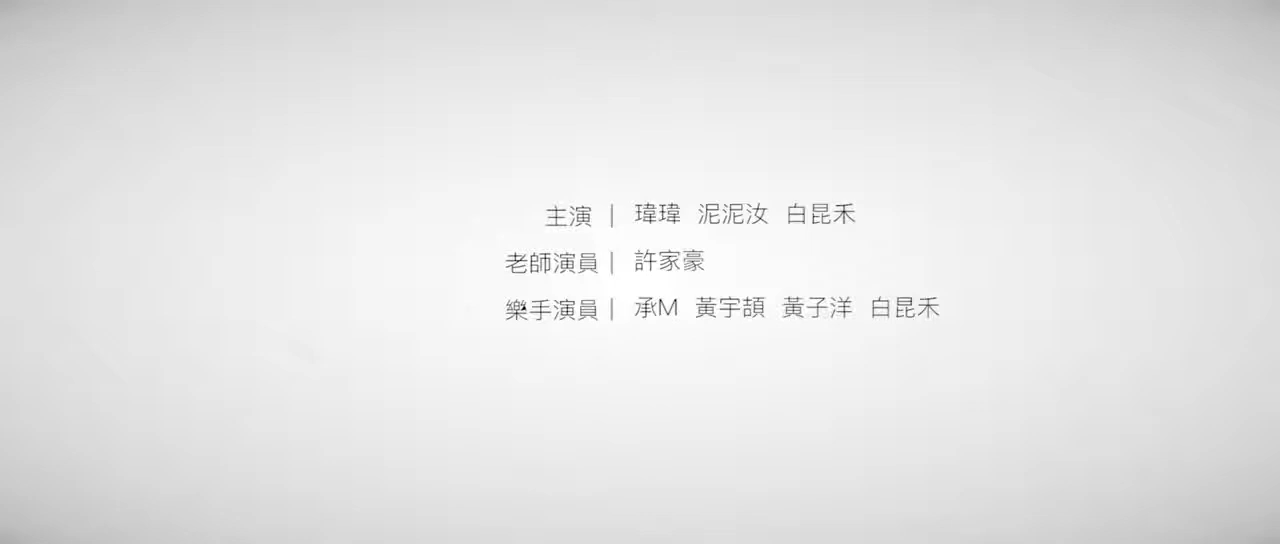 主演 | 瑋瑋 泥泥汝 白昆禾
老師演員 | 許家豪
樂手演員 | 承M 黃宇頡 黃子洋 白昆禾